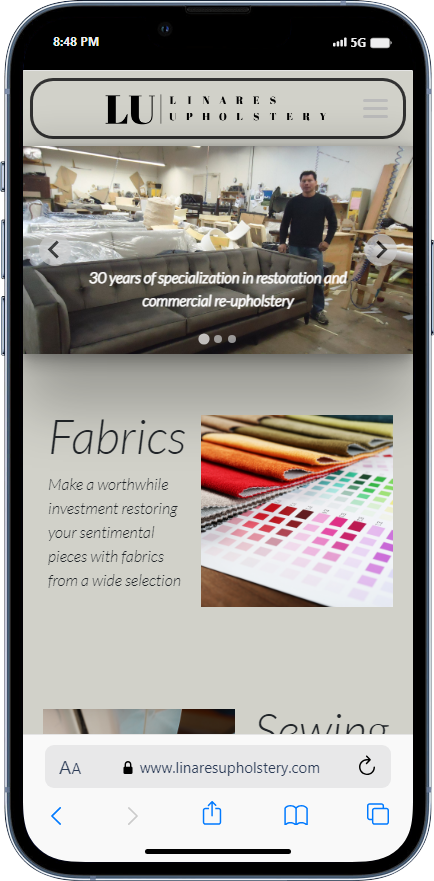 8:48 PM
5G
LU
LINARES
UPHOLSTERY
30 years of specialization in restoration and
commercial re-upholstery
Fabrics
Make a worthwhile
investment restoring
your sentimental
pieces with fabrics
from a wide selection
Sewing
AA
www.linaresupholstery.com